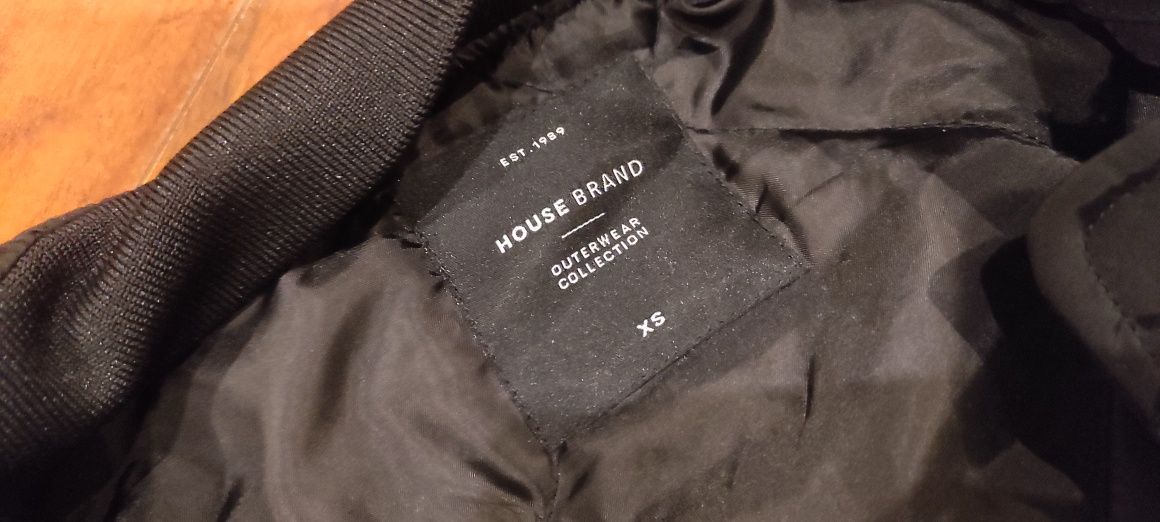 EST.1989
HOUSE BRAND
OUTERWEAR
COLLECTION
XS